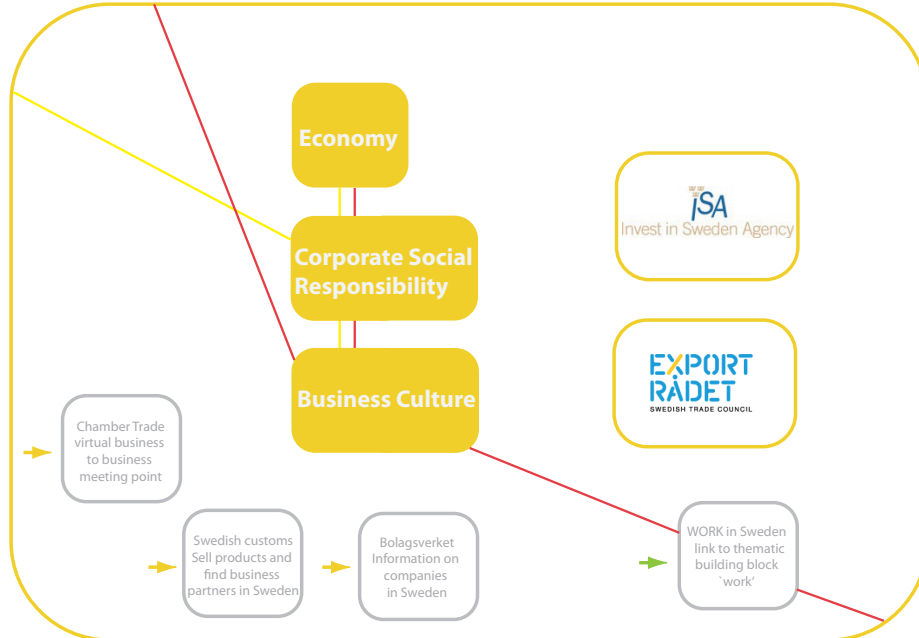 Economy
Corporate Social
Responsibility
Business Culture
iSA
Invest in Sweden Agency
EXPORT
RÅDET
SWEDISH TRADE COUNCIL
Chamber Trade
virtual business
to business
meeting point
Swedish customs
Sell products and
find business
partners in Sweden
Bolagsverket
Information on
companies
in Sweden
WORK in Sweden
link to thematic
building block
`work’